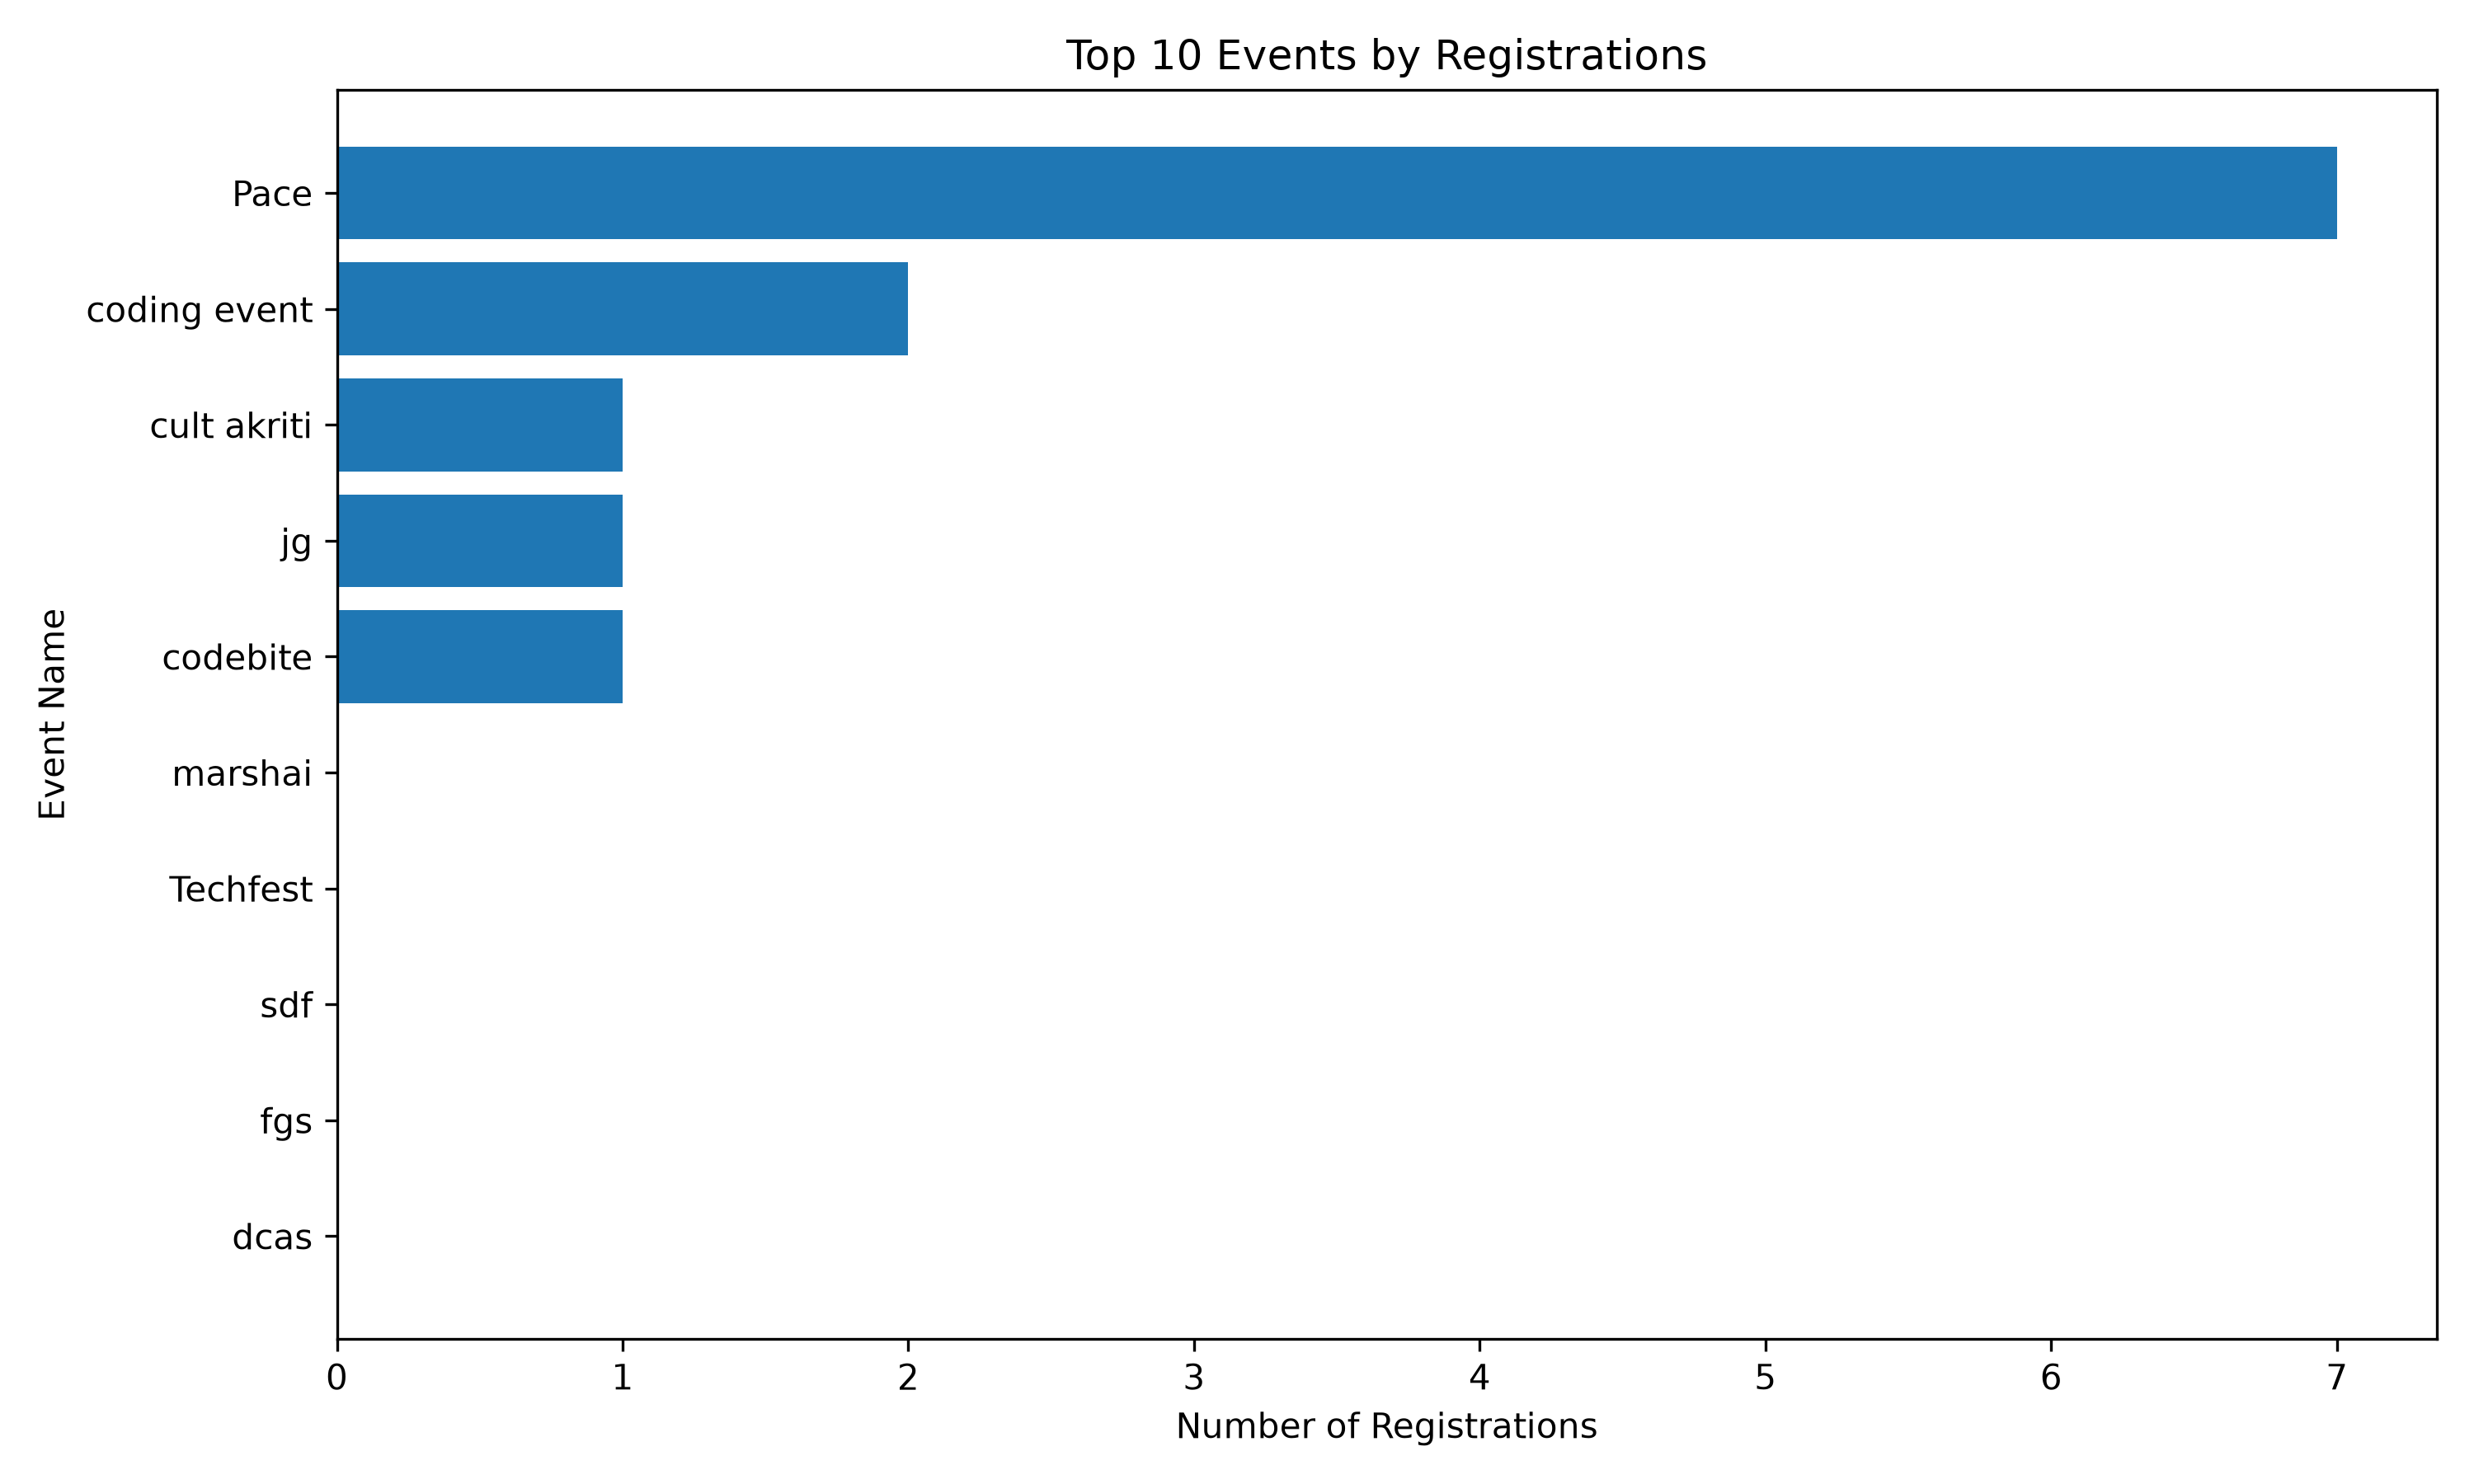 Top 10 Events by Registrations
Pace
coding event
cult akriti
jg
codebite
marshai
Techfest
sdf
fgs
dcas
Event Name
0 1 2 3 4 5 6 7
Number of Registrations